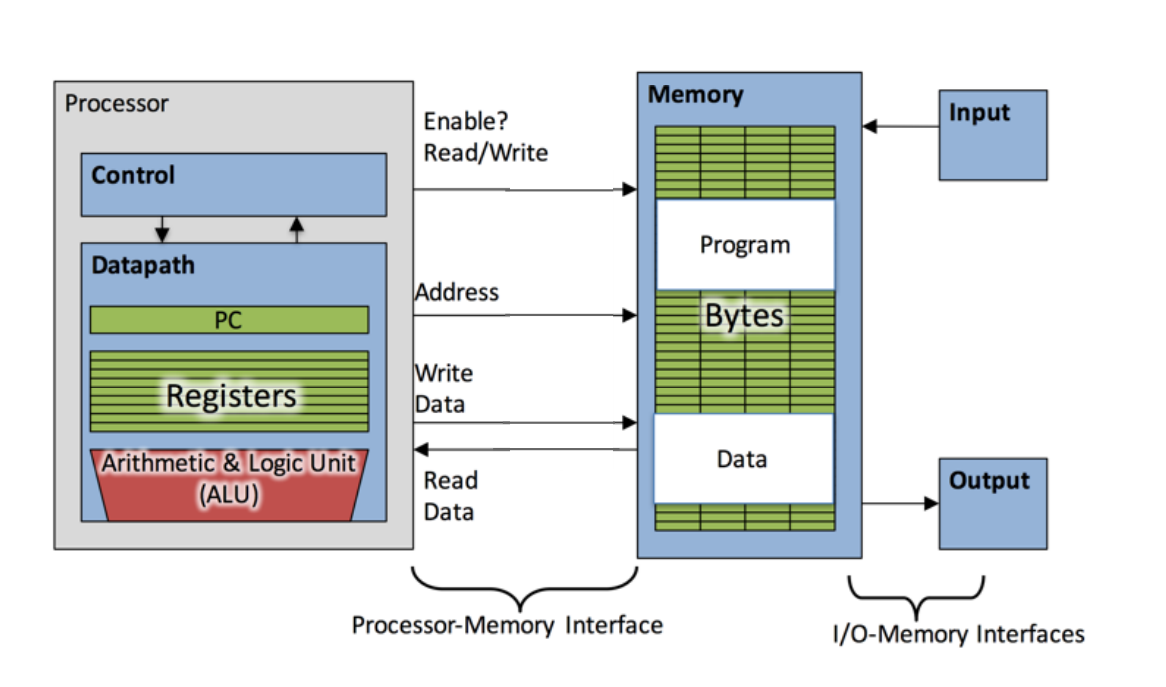 Processor
Control
Datapath
PC
Registers
Arithmetic & Logic Unit
(ALU)
Enable?
Read/Write
Address
Write
Data
Read
Data
Processor-Memory Interface
Memory
Program
Bytes
Data
Input
Output
I/O-Memory Interfaces